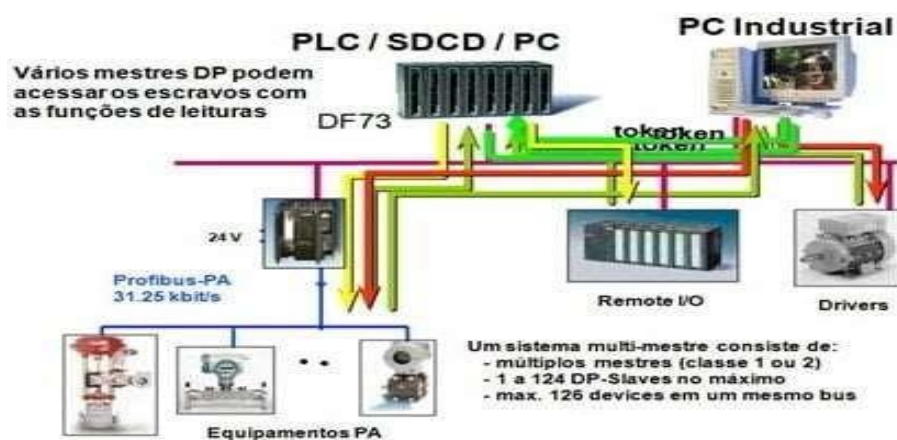 PLC / SDCD / PC
PC Industrial
Vários mestres DP podem
acessar os escravos com
as funções de leituras
DF73
token
token
token
24 V
Profibus-PA
31.25 kbit/s
Remote I/O
Drivers
Um sistema multi-mestre consiste de:
- múltiplos mestres (classe 1 ou 2)
- 1 a 124 DP-Slaves no máximo
- max. 126 devices em um mesmo bus
Equipamentos PA